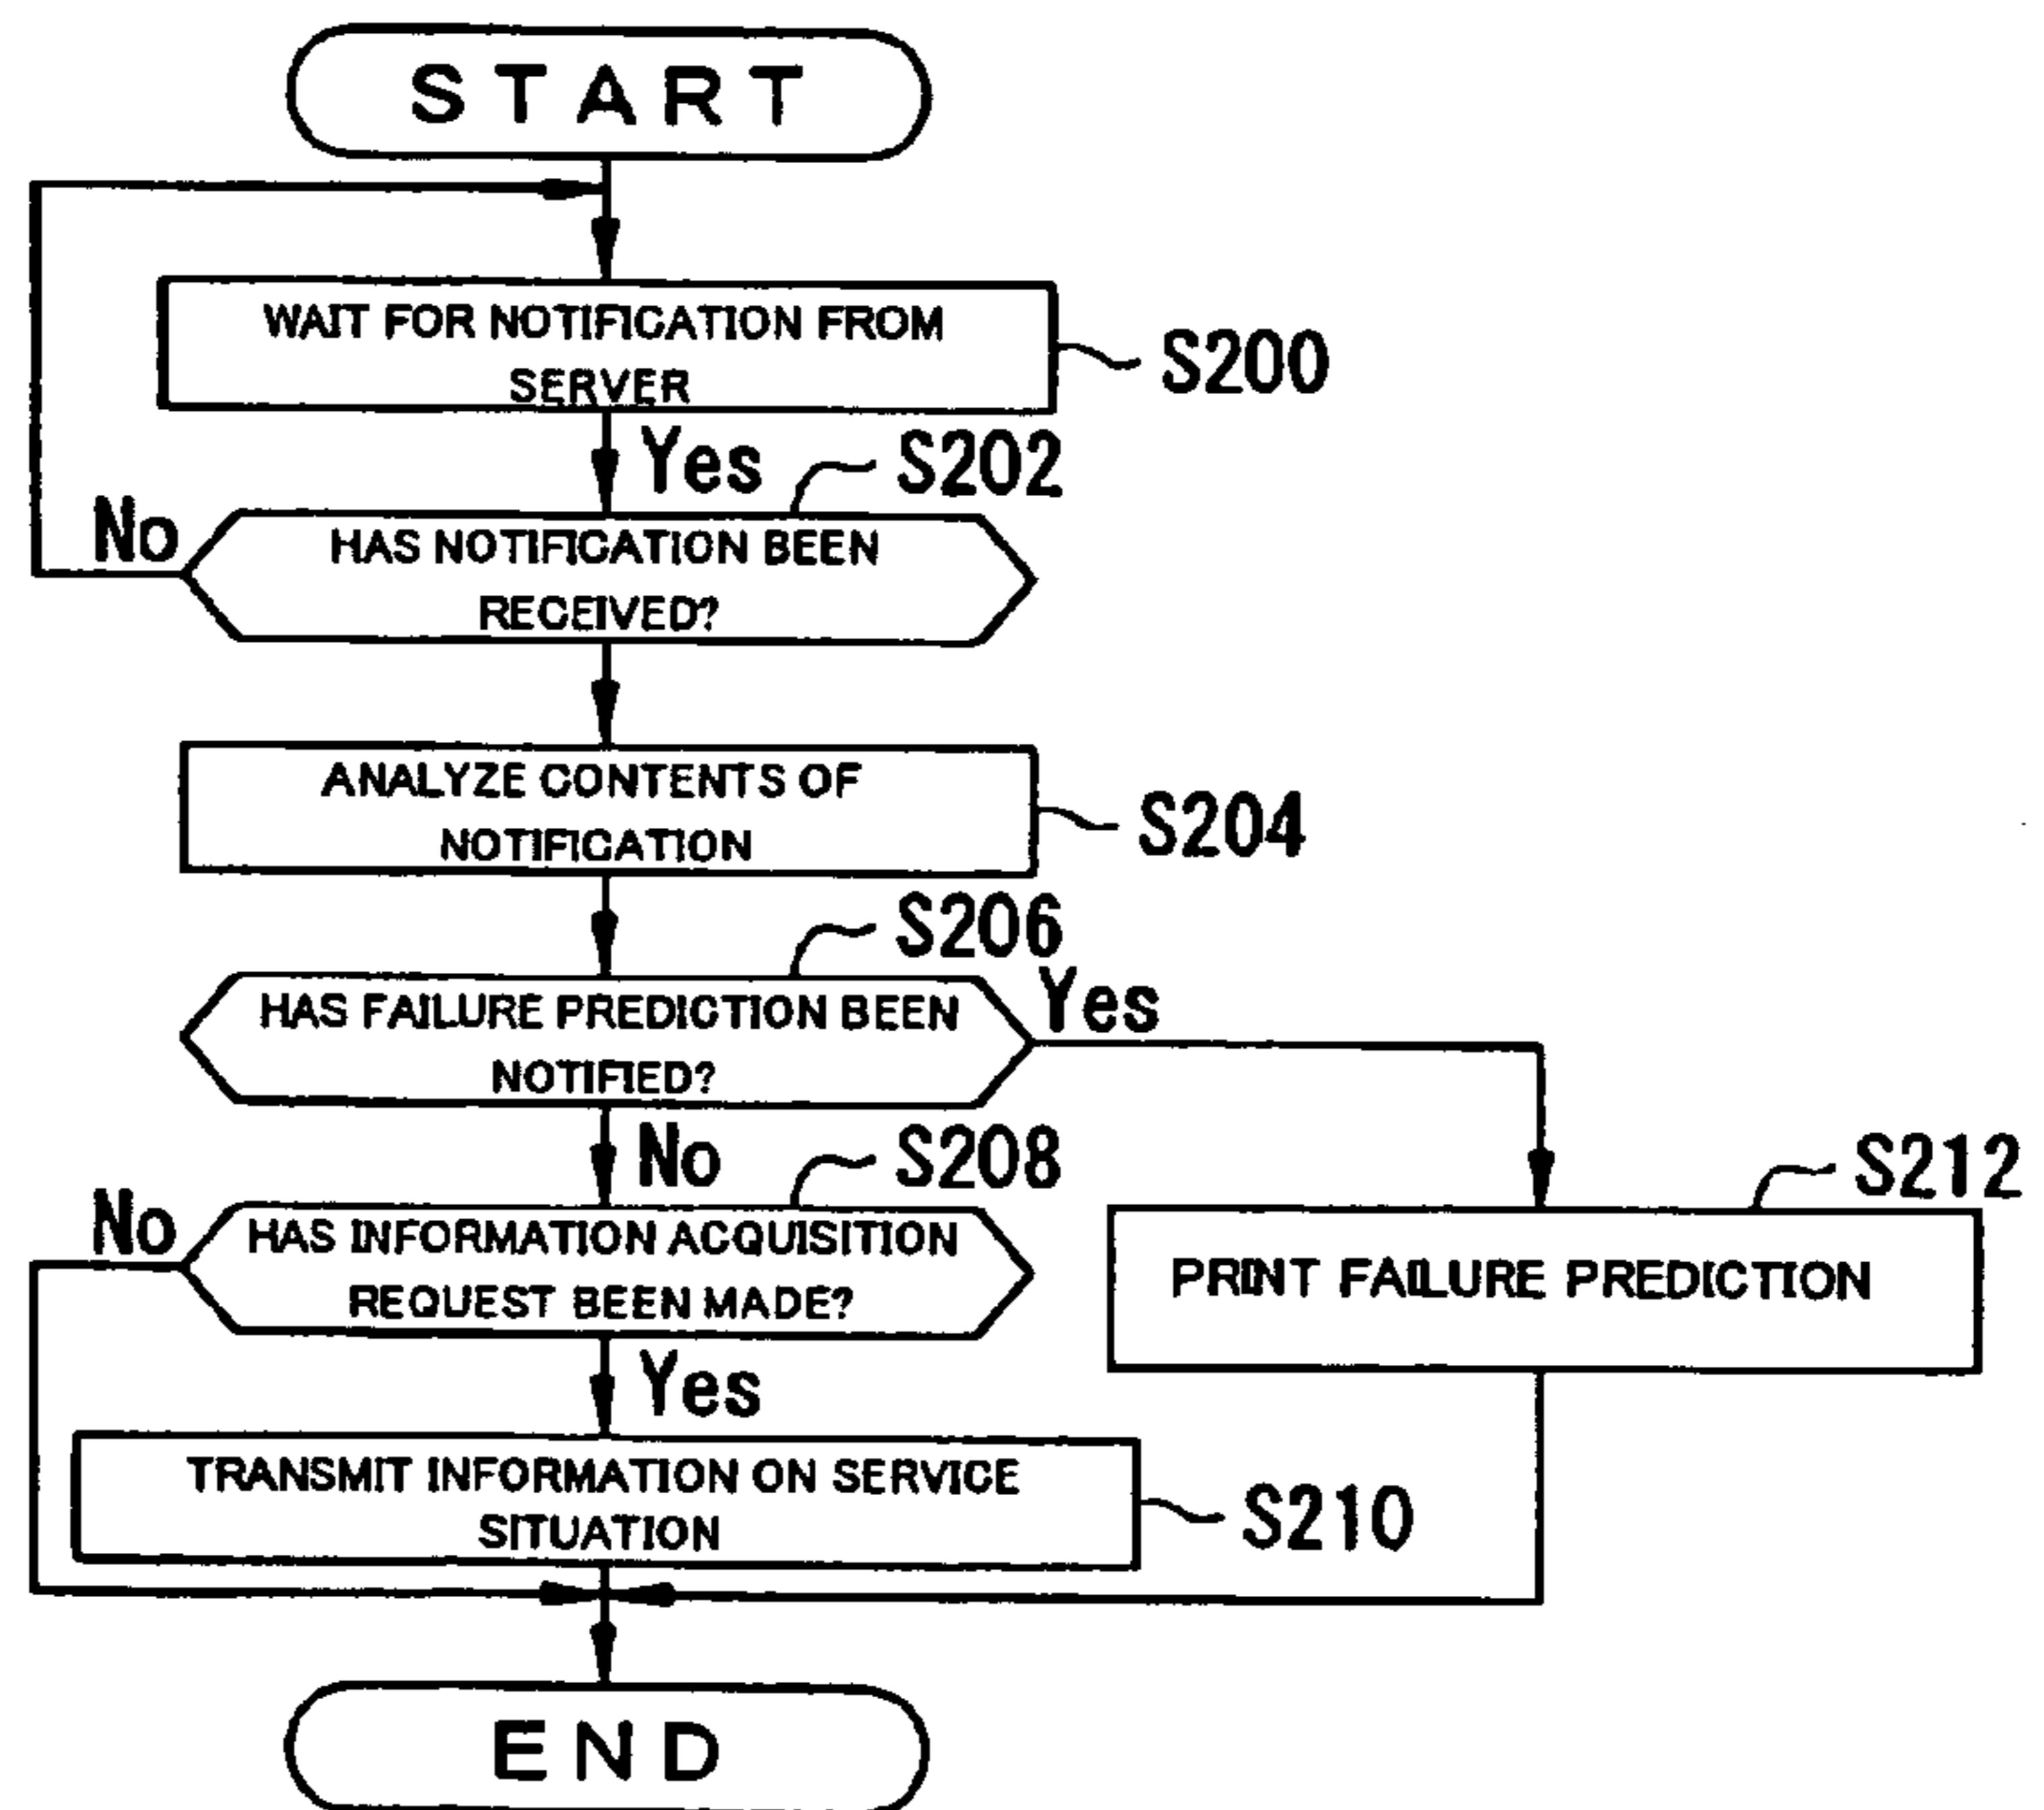 START
WAIT FOR NOTIFICATION FROM
SERVER
S200
Yes
S202
No
HAS NOTIFICATION BEEN
RECEIVED?
ANALYZE CONTENTS OF
NOTIFICATION
S204
S206
HAS FAILURE PREDICTION BEEN
NOTIFIED?
Yes
No
S208
S212
No
HAS INFORMATION ACQUISITION
REQUEST BEEN MADE?
PRINT FAILURE PREDICTION
Yes
TRANSMIT INFORMATION ON SERVICE
SITUATION
S210
END